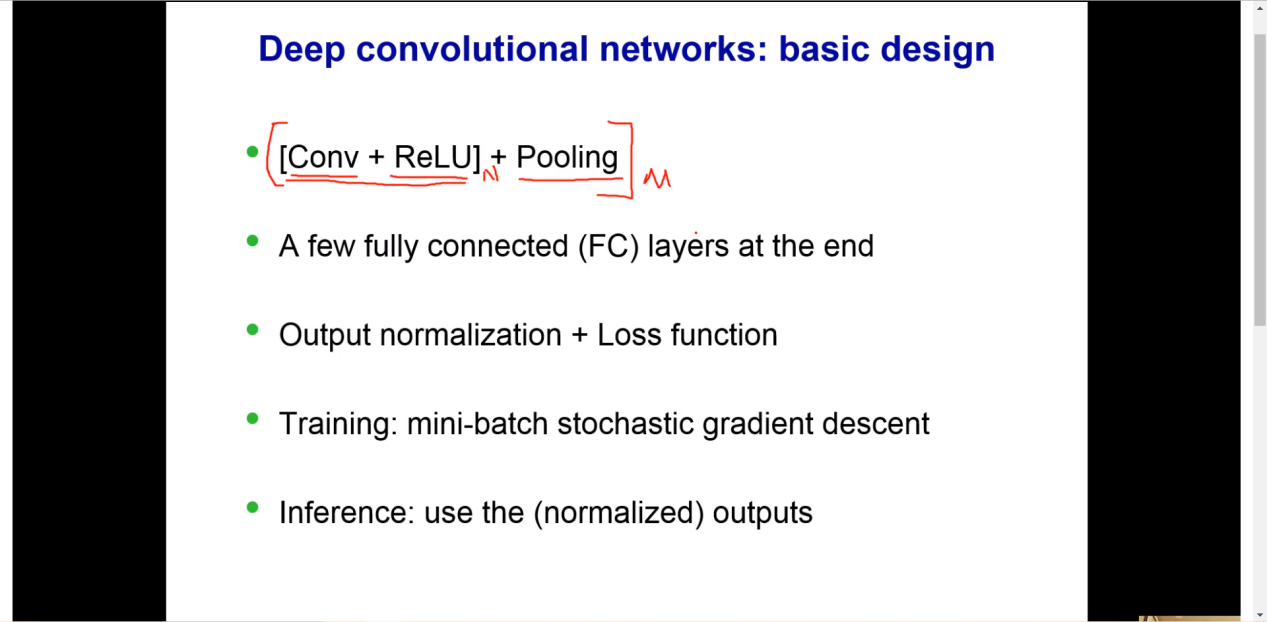 Deep convolutional networks: basic design
• [[Conv + ReLU]N + Pooling]M
• A few fully connected (FC) layers at the end
• Output normalization + Loss function
• Training: mini-batch stochastic gradient descent
• Inference: use the (normalized) outputs